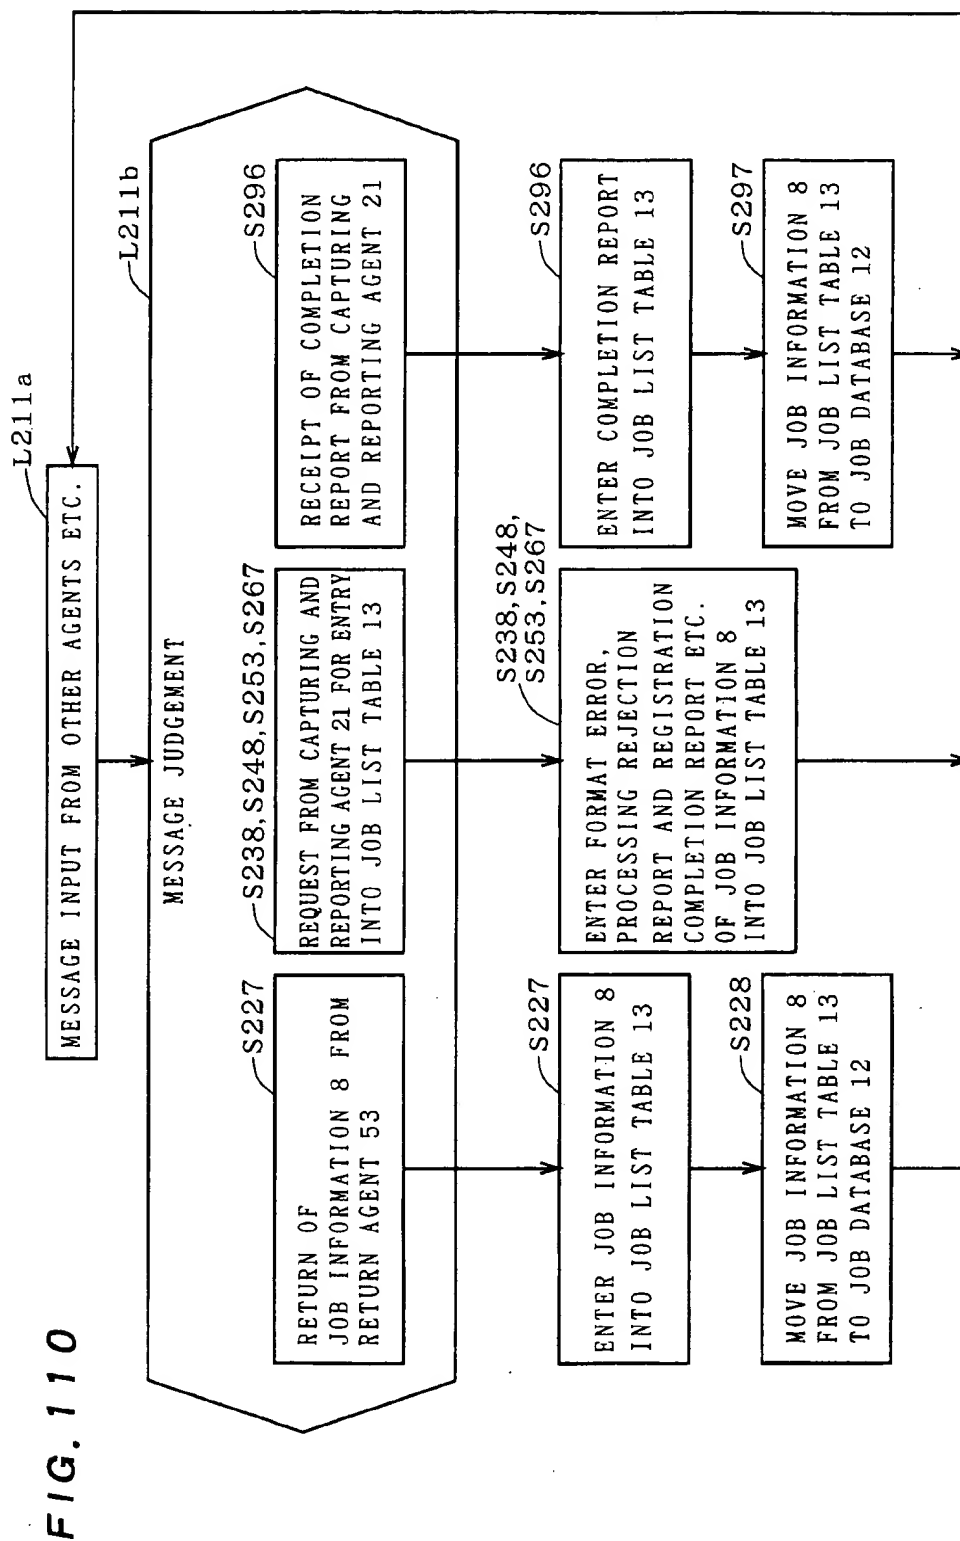 FIG. 110
MESSAGE INPUT FROM OTHER AGENTS ETC.
L211a
L211b
MESSAGE JUDGEMENT
S227
RETURN OF
JOB INFORMATION 8 FROM
RETURN AGENT 53
S238,S248,S253,S267
REQUEST FROM CAPTURING AND
REPORTING AGENT 21 FOR ENTRY
INTO JOB LIST TABLE 13
S296
RECEIPT OF COMPLETION
REPORT FROM CAPTURING
AND REPORTING AGENT 21
S227
ENTER JOB INFORMATION 8
INTO JOB LIST TABLE 13
S238,S248,
S253,S267
ENTER FORMAT ERROR,
PROCESSING REJECTION
REPORT AND REGISTRATION
COMPLETION REPORT ETC.
OF JOB INFORMATION 8
INTO JOB LIST TABLE 13
S296
ENTER COMPLETION REPORT
INTO JOB LIST TABLE 13
S228
MOVE JOB INFORMATION 8
FROM JOB LIST TABLE 13
TO JOB DATABASE 12
S297
MOVE JOB INFORMATION 8
FROM JOB LIST TABLE 13
TO JOB DATABASE 12